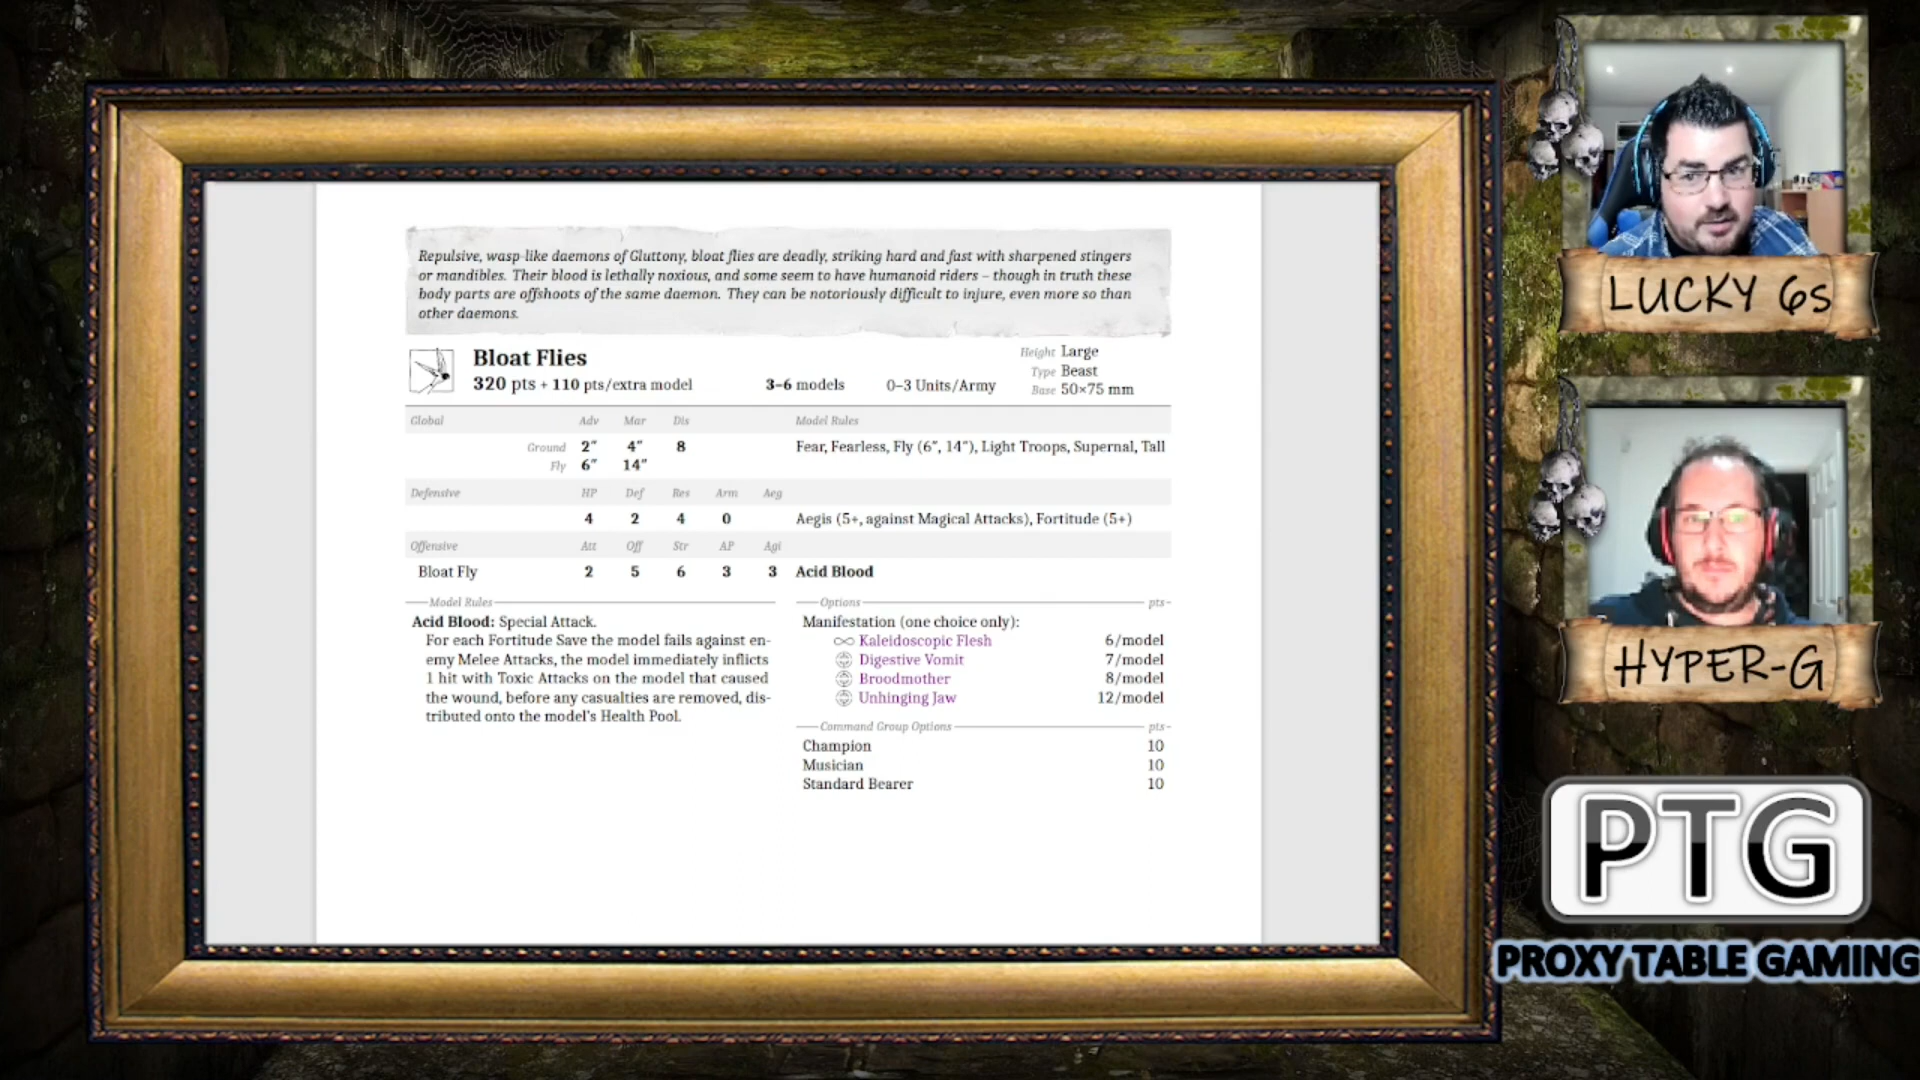 Repulsive, wasp-like daemons of Gluttony, bloat flies are deadly, striking hard and fast with sharpened stingers
or mandibles. Their blood is lethally noxious, and some seem to have humanoid riders – though in truth these
body parts are offshoots of the same daemon. They can be notoriously difficult to injure, even more so than
other daemons.
Bloat Flies
320 pts + 110 pts/extra model 3–6 models 0–3 Units/Army
Height Large
Type Beast
Base 50×75 mm
Global Adv Mar Dis Model Rules
Ground 2″ 4″ 8 Fear, Fearless, Fly (6″, 14″), Light Troops, Supernal, Tall
Fly 6″ 14″
Defensive HP Def Res Arm Aeg
4 2 4 0 Aegis (5+, against Magical Attacks), Fortitude (5+)
Offensive Att Off Str AP Agi
Bloat Fly 2 5 6 3 3 Acid Blood
Model Rules
Acid Blood: Special Attack.
For each Fortitude Save the model fails against en-
emy Melee Attacks, the model immediately inflicts
1 hit with Toxic Attacks on the model that caused
the wound, before any casualties are removed, dis-
tributed onto the model's Health Pool.
Options pts
Manifestation (one choice only):
Kaleidoscopic Flesh 6/model
Digestive Vomit 7/model
Broodmother 8/model
Unhinging Jaw 12/model
Command Group Options pts
Champion 10
Musician 10
Standard Bearer 10
LUCKY 6s
HYPER-G
PTG
PROXY TABLE GAMING